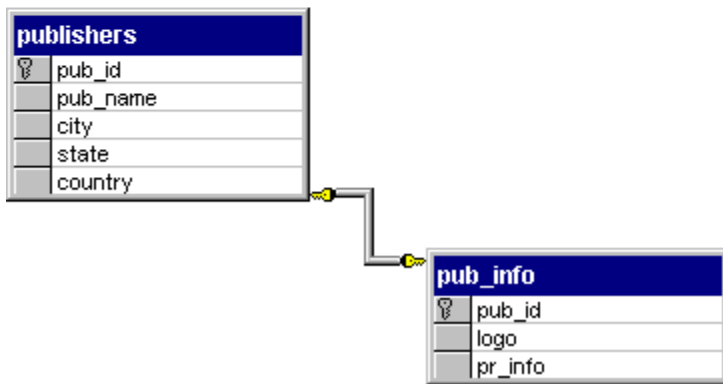 publishers
pub_id
pub_name
city
state
country
pub_info
pub_id
logo
pr_info